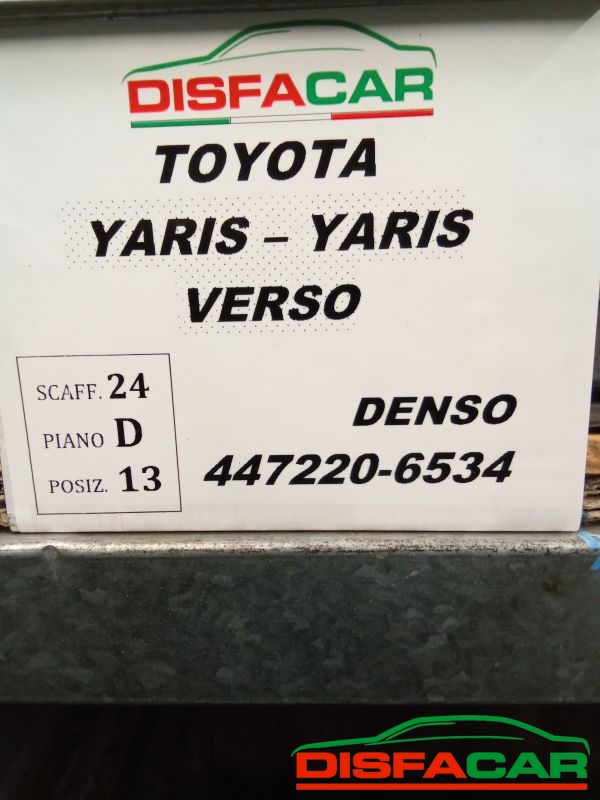 DISFACAR
TOYOTA
YARIS – YARIS
VERSO
SCAFF. 24
PIANO D
POSIZ. 13
DENSO
447220-6534
DISFACAR